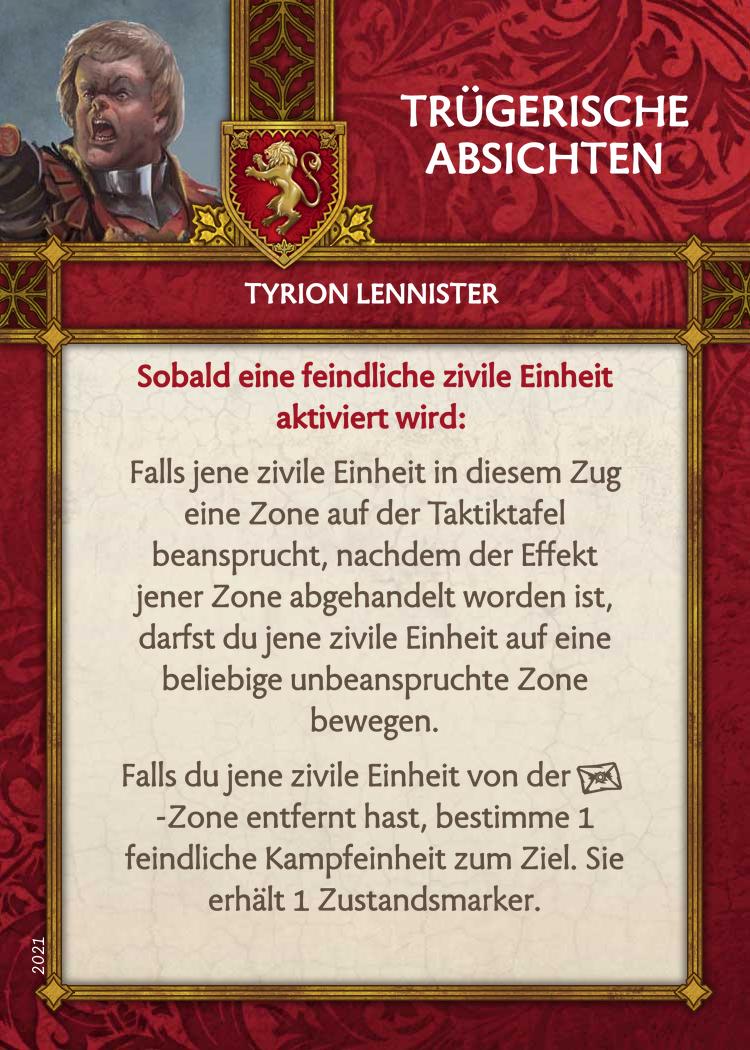 TRÜGERISCHE
ABSICHTEN
TYRION LENNISTER
Sobald eine feindliche zivile Einheit
aktiviert wird:
Falls jene zivile Einheit in diesem Zug
eine Zone auf der Taktiktafel
beansprucht, nachdem der Effekt
jener Zone abgehandelt worden ist,
darfst du jene zivile Einheit auf eine
beliebige unbeanspruchte Zone
bewegen.
Falls du jene zivile Einheit von der
-Zone entfernt hast, bestimme 1
feindliche Kampfeinheit zum Ziel. Sie
erhält 1 Zustandsmarker.
2021